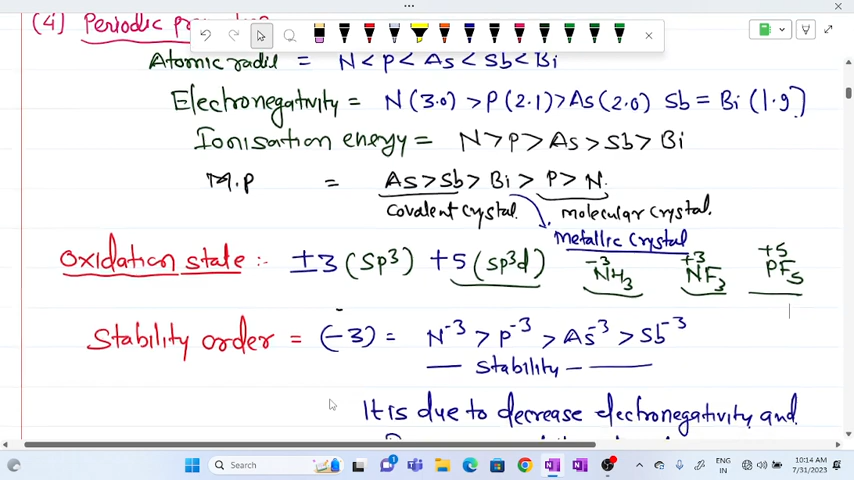 (4) Periodic properties
Atomic radii = N < P < As < Sb < Bi
Electronegativity = N(3.0) > P(2.1) > As(2.0) Sb = Bi (1.9)
Ionisation energy = N > P > As > Sb > Bi
M.P = As > Sb > Bi > P > N.
Covalent crystal. molecular crystal.
Metallic crystal
Oxidation state :- ±3 (sp³) +5 (sp³d) -3 NH3 +3 NF3 +5 PF5
Stability order = (-3) = N⁻³ > P⁻³ > As⁻³ > Sb⁻³
stability
It is due to decrease electronegativity and
Search
ENG
IN
10:14 AM
7/31/2023